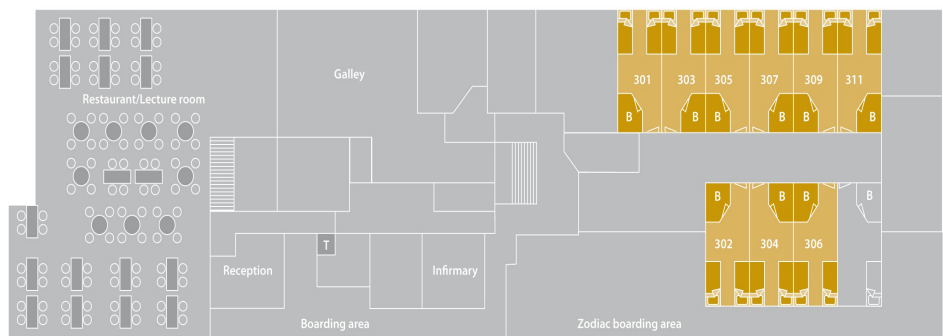 Galley
Restaurant/Lecture room
301
303
305
307
309
311
B
B
B
B
B
B
B
B
B
B
302
304
306
T
Reception
Infirmary
Boarding area
Zodiac boarding area